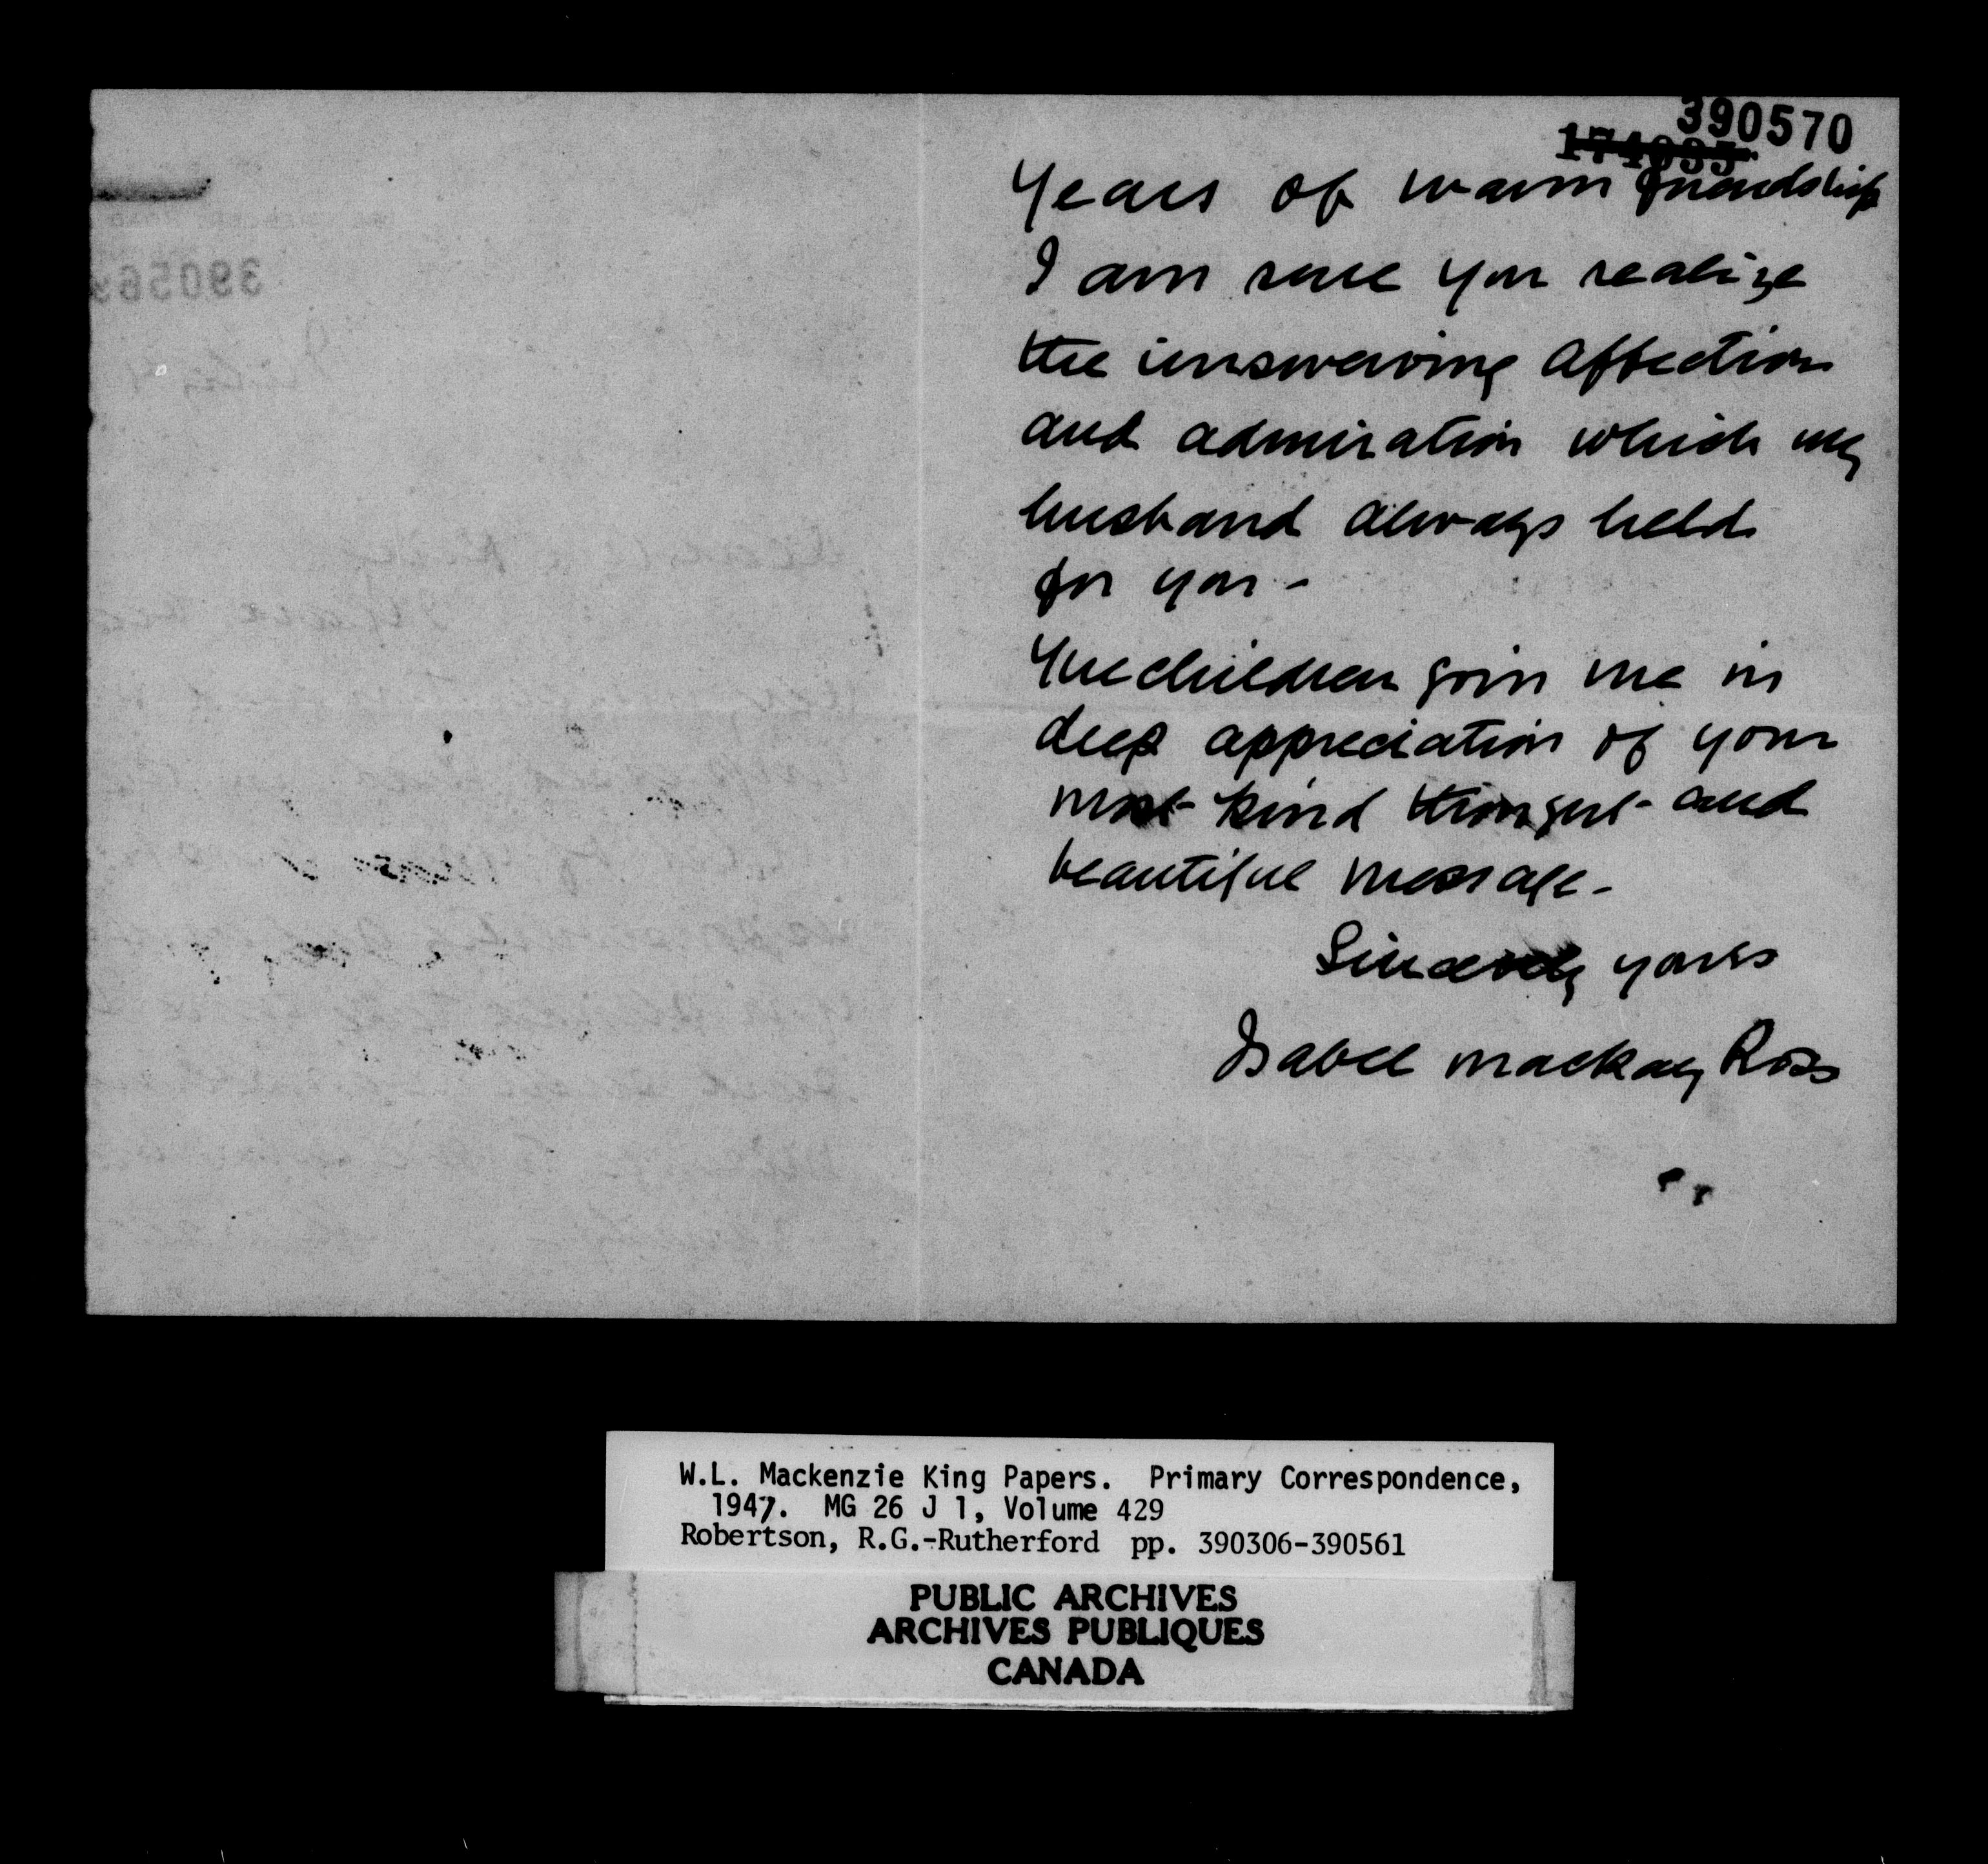 390570
years of warm friendship
I am sure you realize
the unswerving affection
and admiration which my
husband always held
for you -
The children join me in
deep appreciation of your
most kind thought and
beautiful message -
Sincerely yours
Isabel Mackay Ross
W.L. Mackenzie King Papers. Primary Correspondence,
1947. MG 26 J 1, Volume 429
Robertson, R.G.-Rutherford pp. 390306-390561
PUBLIC ARCHIVES
ARCHIVES PUBLIQUES
CANADA